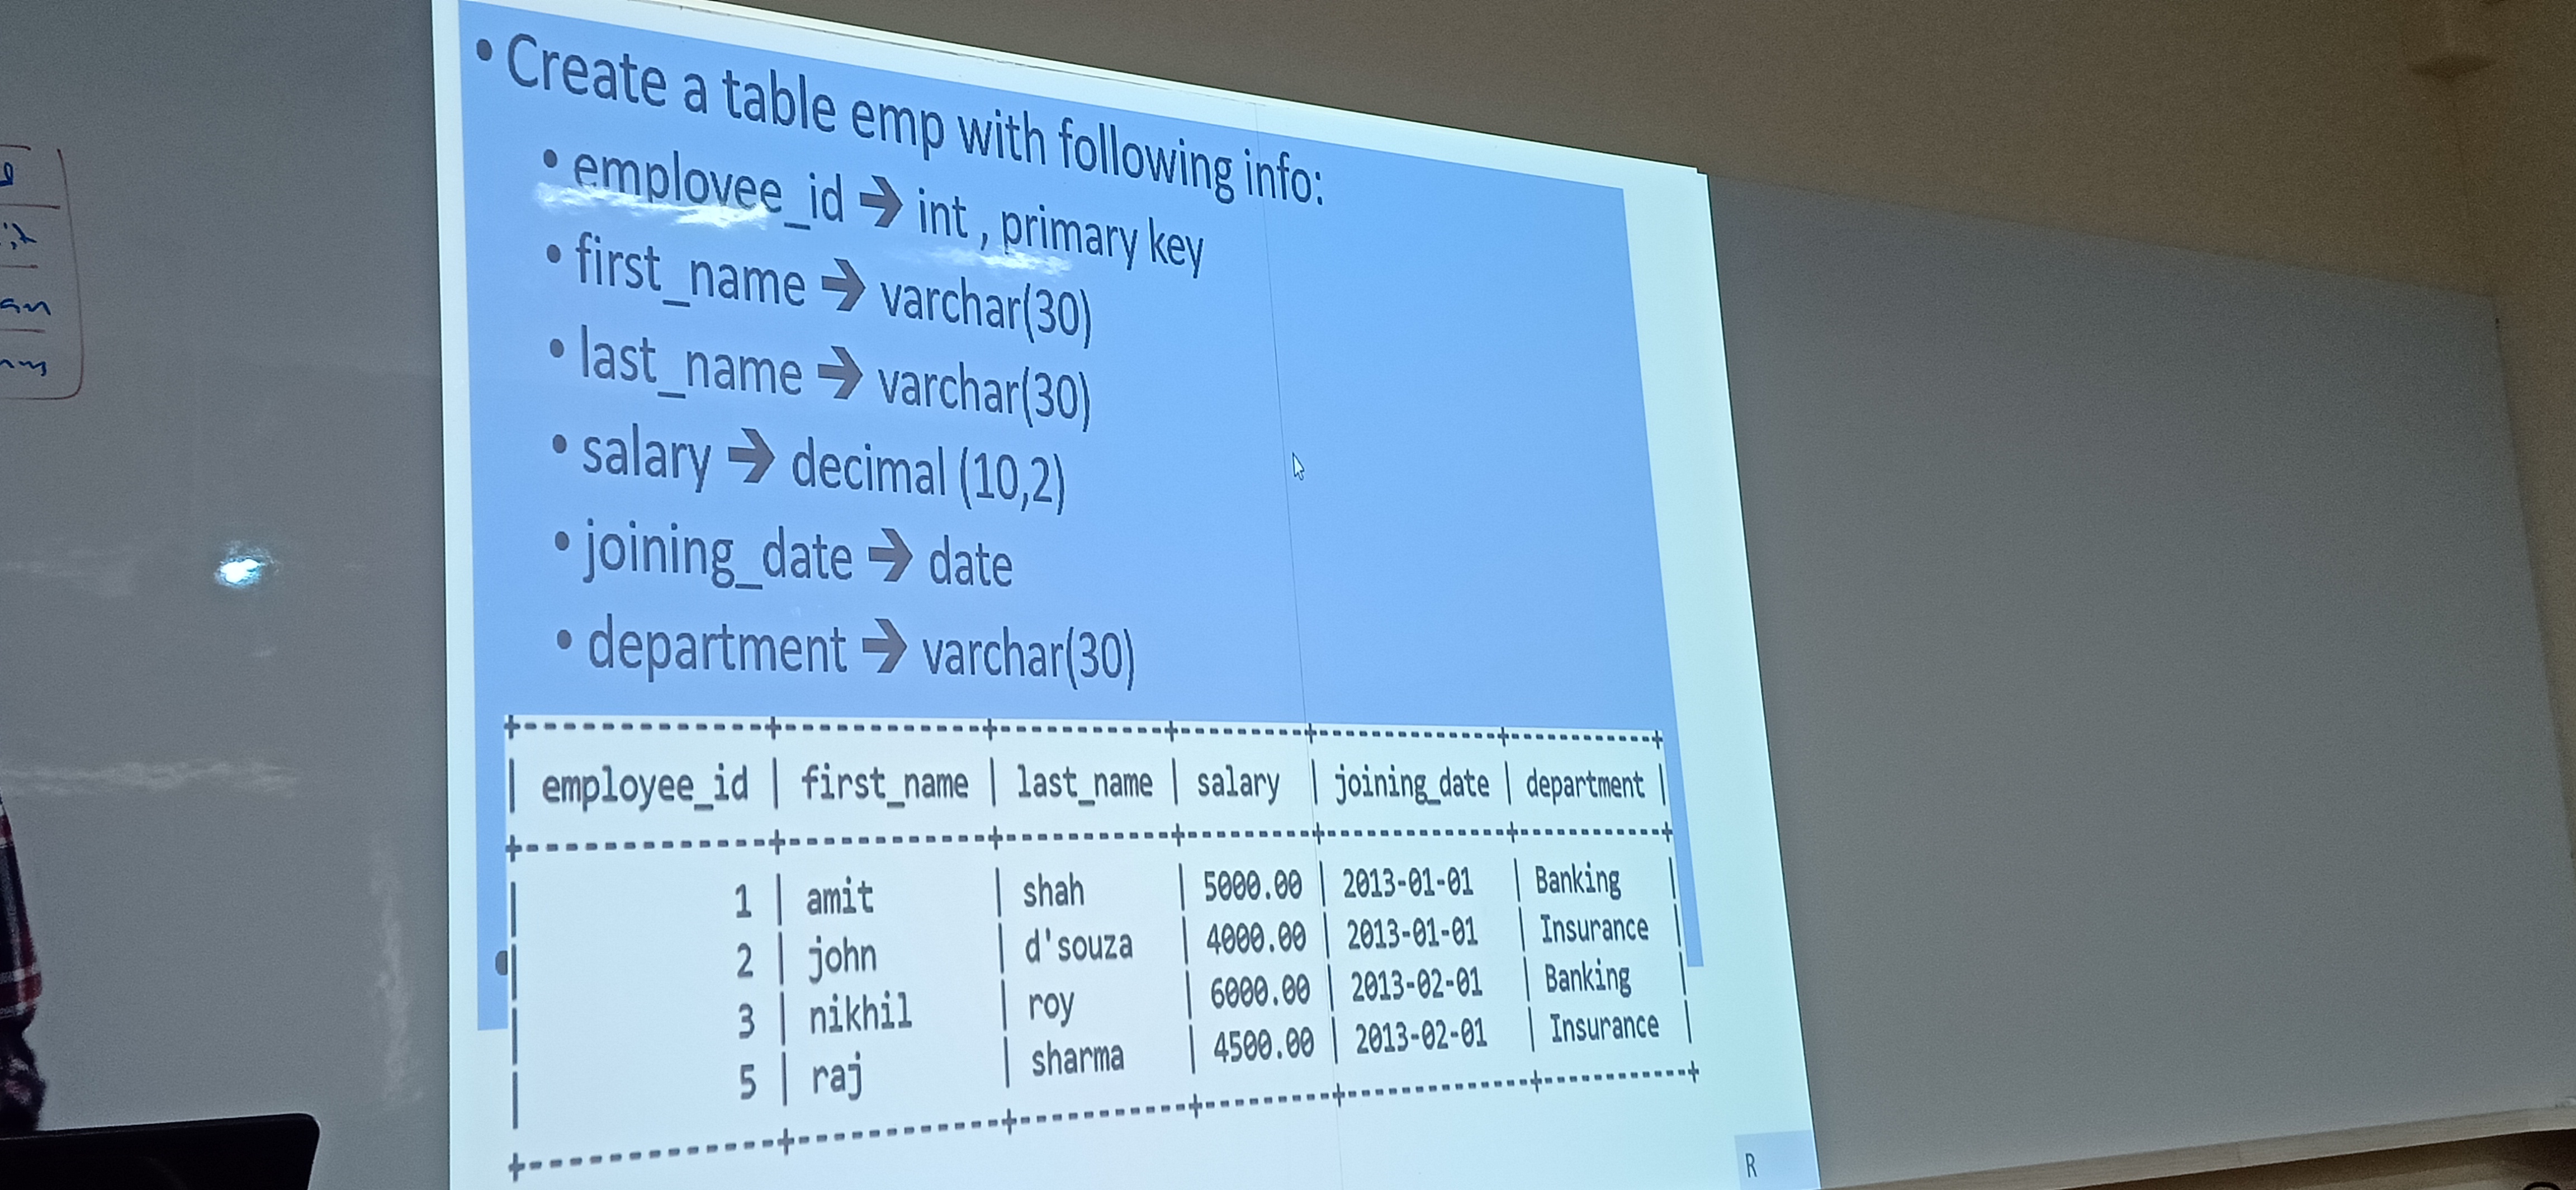 • Create a table emp with following info:
• employee_id ➔ int , primary key
• first_name ➔ varchar(30)
• last_name ➔ varchar(30)
• salary ➔ decimal (10,2)
• joining_date ➔ date
• department ➔ varchar(30)
+-------------+------------+-----------+---------+--------------+------------+
| employee_id | first_name | last_name | salary | joining_date | department |
+-------------+------------+-----------+---------+--------------+------------+
| 1 | amit | shah | 5000.00 | 2013-01-01 | Banking |
| 2 | john | d'souza | 4000.00 | 2013-01-01 | Insurance |
| 3 | nikhil | roy | 6000.00 | 2013-02-01 | Banking |
| 5 | raj | sharma | 4500.00 | 2013-02-01 | Insurance |
+-------------+------------+-----------+---------+--------------+------------+
R